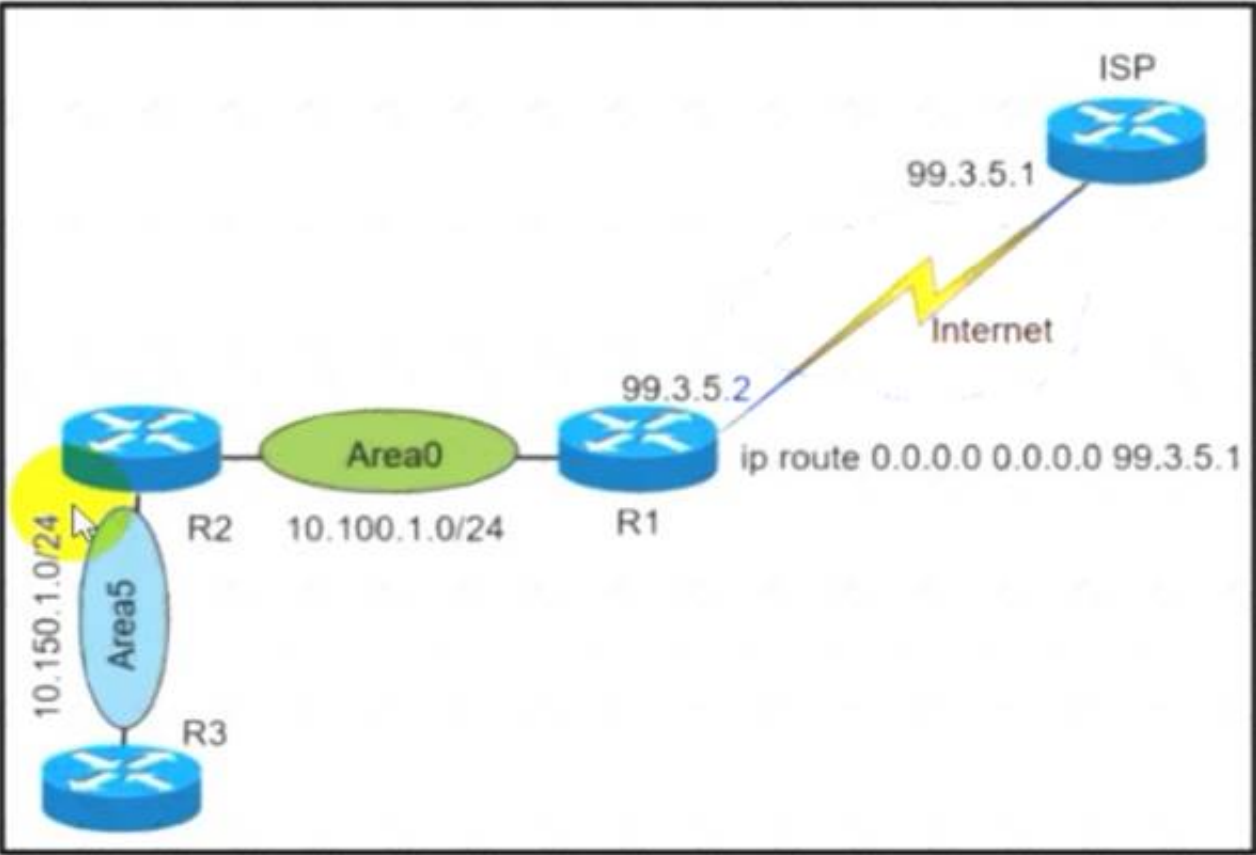 ISP
99.3.5.1
Internet
99.3.5.2
Area0
ip route 0.0.0.0 0.0.0.0 99.3.5.1
R2
10.100.1.0/24
R1
10.150.1.0/24
Area5
R3